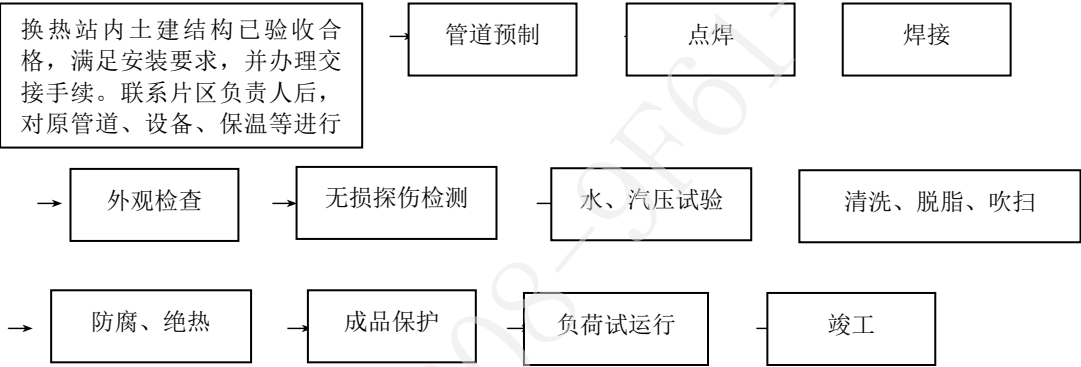 换热站内土建结构已验收合
格，满足安装要求，并办理交
接手续。联系片区负责人后，
对原管道、设备、保温等进行
管道预制
点焊
焊接
外观检查
无损探伤检测
水、汽压试验
清洗、脱脂、吹扫
防腐、绝热
成品保护
负荷试运行
竣工